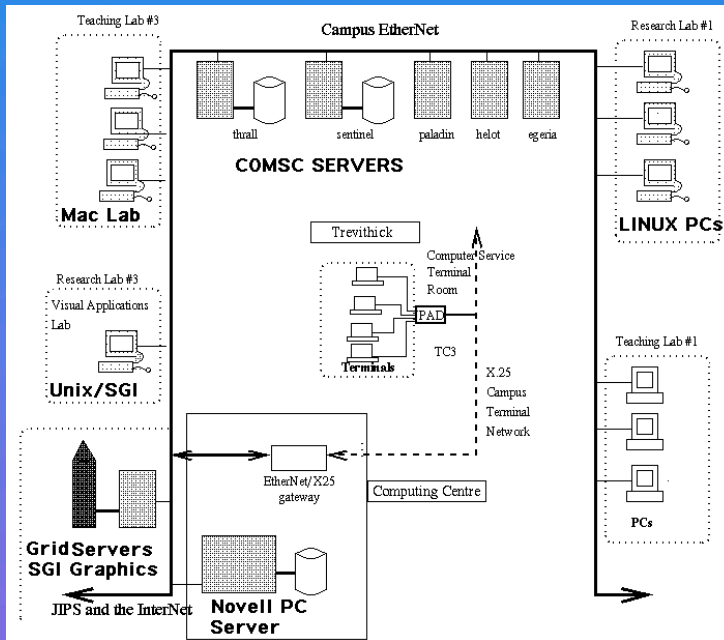 Teaching Lab #3
Campus EtherNet
Research Lab #1
thrall
sentinel
paladin
helot
egeria
COMSC SERVERS
Mac Lab
LINUX PCs
Trevithick
Computer Service
Terminal
Room
PAD
TC3
Terminals
Research Lab #3
Visual Applications
Lab
Unix/SGI
Teaching Lab #1
X.25
Campus
Terminal
Network
EtherNet/X25
gateway
Computing Centre
PCs
GridServers
SGI Graphics
JIPS and the InterNet
Novell PC
Server